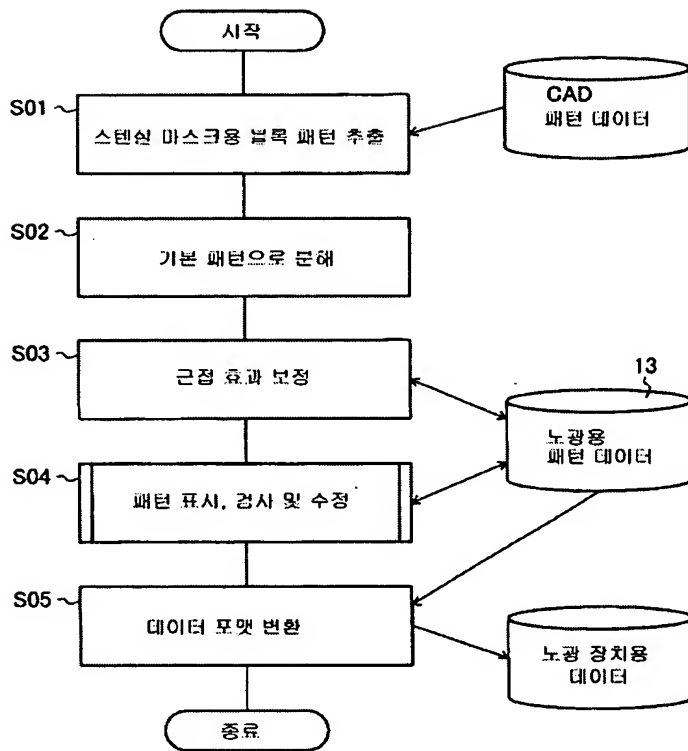 시작
S01
스텐실 마스크용 블록 패턴 추출
CAD
패턴 데이터
S02
기본 패턴으로 분해
S03
근접 효과 보정
13
노광용
패턴 데이터
S04
패턴 표시, 검사 및 수정
S05
데이터 포맷 변환
노광 장치용
데이터
종료